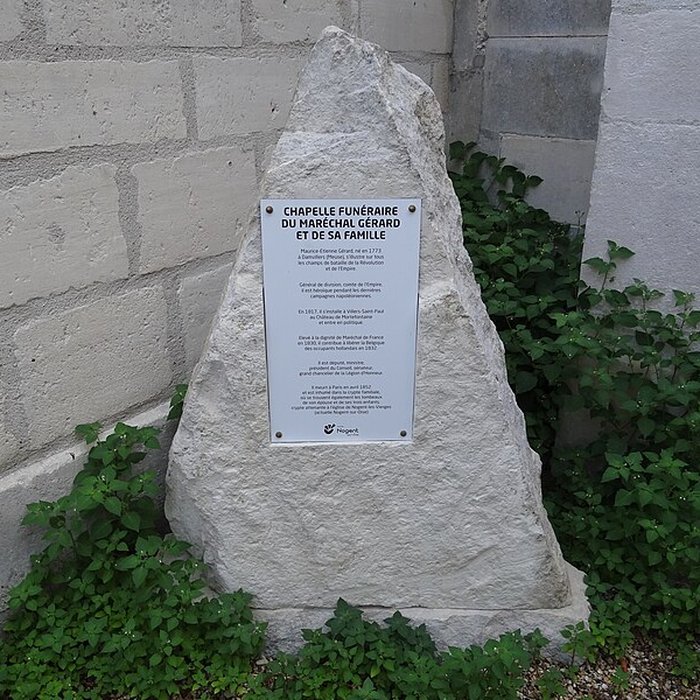 CHAPELLE FUNÉRAIRE
DU MARÉCHAL GÉRARD
ET DE SA FAMILLE
Maurice-Etienne Gérard, né en 1773
à Damvillers (Meuse), s'illustre sur tous
les champs de bataille de la Révolution
et de l'Empire.
Général de division, comte de l'Empire,
il est héroïque pendant les dernières
campagnes napoléoniennes.
En 1817, il s'installe à Villers-Saint-Paul
au Château de Mortefontaine
et entre en politique.
Elevé à la dignité de Maréchal de France
en 1830, il contribue à libérer la Belgique
des occupants hollandais en 1832.
Il est député, ministre,
président du Conseil, sénateur,
grand chancelier de la Légion d'Honneur.
Il meurt à Paris en avril 1852
et est inhumé dans la crypte familiale,
où se trouvent également les tombeaux
de son épouse et de ses trois enfants,
crypte attenante à l'église de Nogent-les-Vierges
(actuelle Nogent-sur-Oise)
Nogent